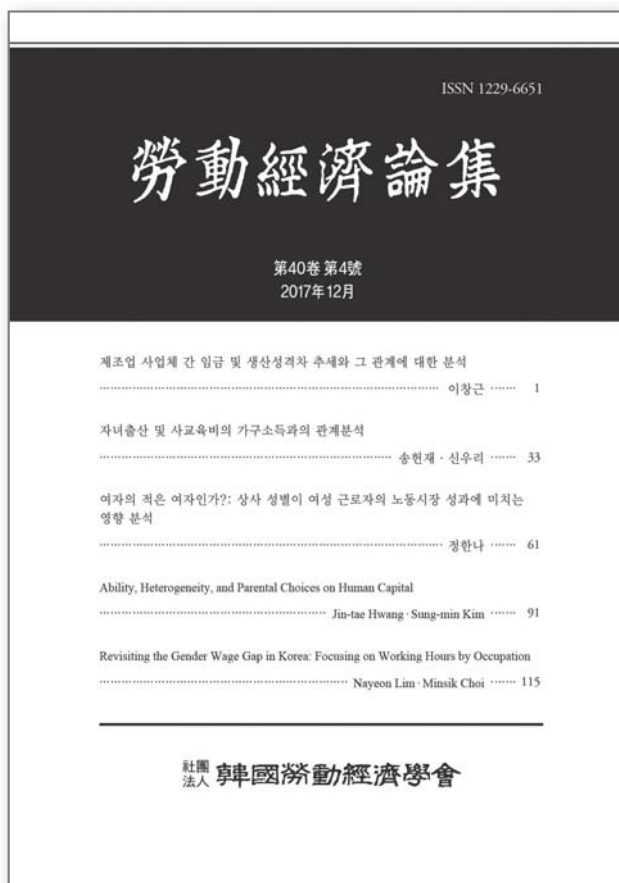 ISSN 1229-6651
勞動經濟論集
第40卷 第4號
2017年 12月
제조업 사업체 간 임금 및 생산성격차 추세와 그 관계에 대한 분석
이창근 1
자녀출산 및 사교육비의 가구소득과의 관계분석
송헌재 · 신우리 33
여자의 적은 여자인가?: 상사 성별이 여성 근로자의 노동시장 성과에 미치는
영향 분석
정한나 61
Ability, Heterogeneity, and Parental Choices on Human Capital
Jin-tae Hwang · Sung-min Kim 91
Revisiting the Gender Wage Gap in Korea: Focusing on Working Hours by Occupation
Nayeon Lim · Minsik Choi 115
社團
法人 韓國勞動經濟學會